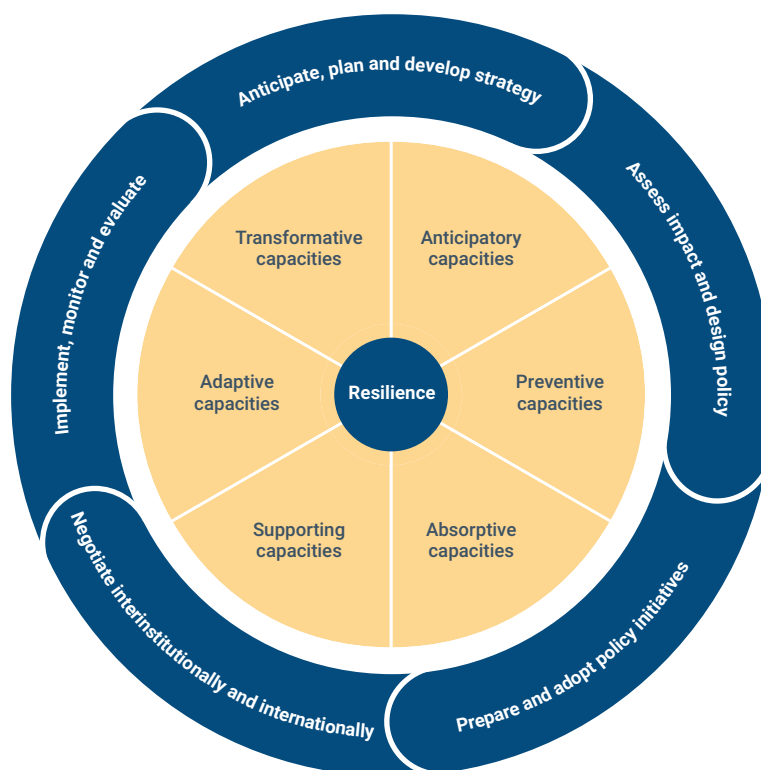 Anticipate, plan and develop strategy
Assess impact and design policy
Prepare and adopt policy initiatives
Negotiate interinstitutionally and internationally
Implement, monitor and evaluate
Transformative
capacities
Anticipatory
capacities
Adaptive
capacities
Resilience
Preventive
capacities
Supporting
capacities
Absorptive
capacities